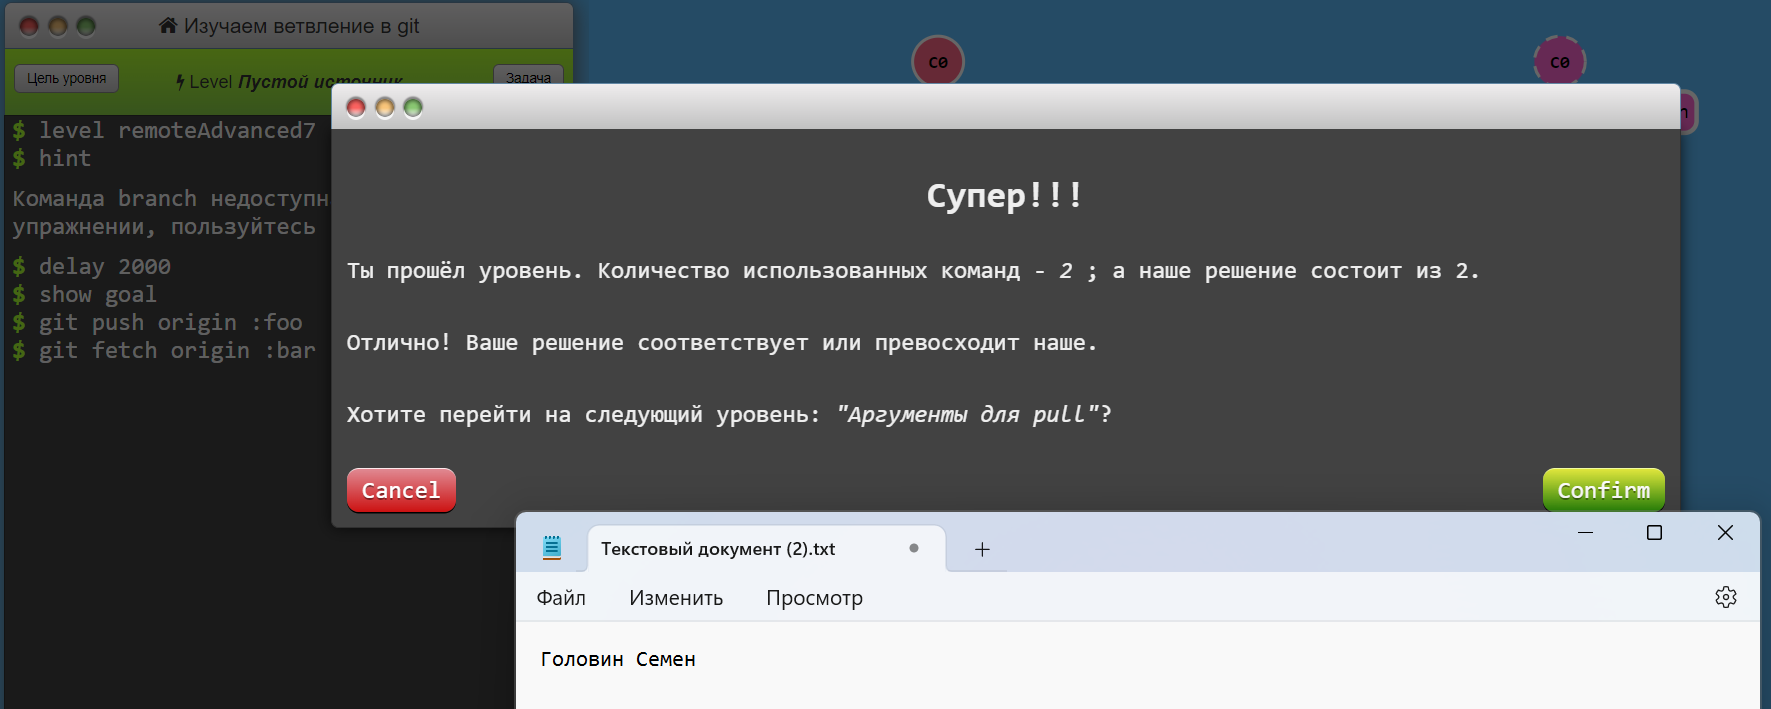 Изучаем ветвление в git
Цель уровня
Level Пустой источник
Задача
$ level remoteAdvanced7
$ hint
Команда branch недоступн
упражнении, пользуйтесь
$ delay 2000
$ show goal
$ git push origin :foo
$ git fetch origin :bar
C0
C0
Супер!!!
Ты прошёл уровень. Количество использованных команд - 2 ; а наше решение состоит из 2.
Отлично! Ваше решение соответствует или превосходит наше.
Хотите перейти на следующий уровень: "Аргументы для pull"?
Cancel
Confirm
Текстовый документ (2).txt
Файл
Изменить
Просмотр
Головин Семен